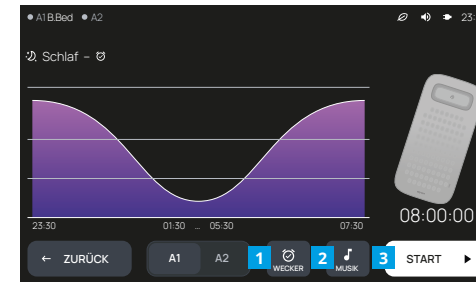 A1 B.Bed A2 23:
Schlaf –
23:30 01:30 ... 05:30 07:30
08:00:00
← ZURÜCK A1 A2 1 WECKER 2 MUSIK 3 START